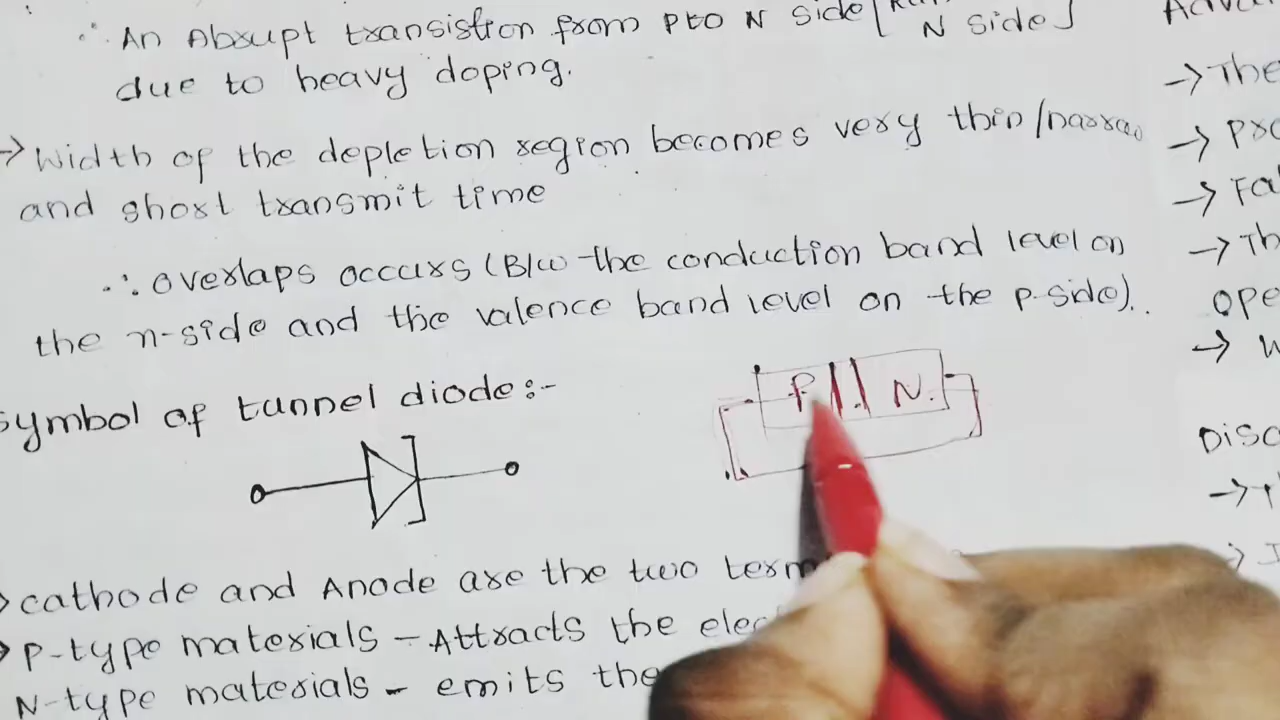 ∴ An Abrupt transistion from P to N side [
N side]
due to heavy doping.
→ Width of the depletion region becomes very thin/narrow
and short transmit time
∴ overlaps occurs (B/w the conduction band level on
the n-side and the valence band level on the p-side).
symbol of tunnel diode:-
P N
→ cathode and Anode are the two
→ P-type materials - Attracts the
N-type materials - emits the
→ The
→
→
→ Th
→ W
→
→ I